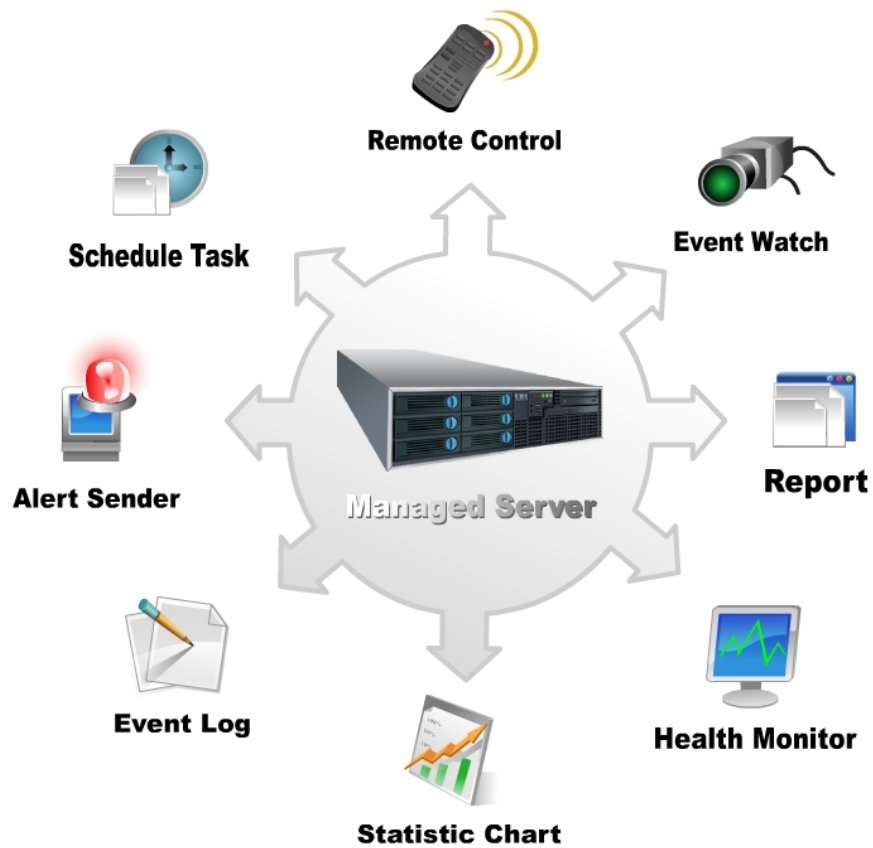 Remote Control
Schedule Task
Event Watch
Alert Sender
Managed Server
Report
Event Log
Health Monitor
Statistic Chart